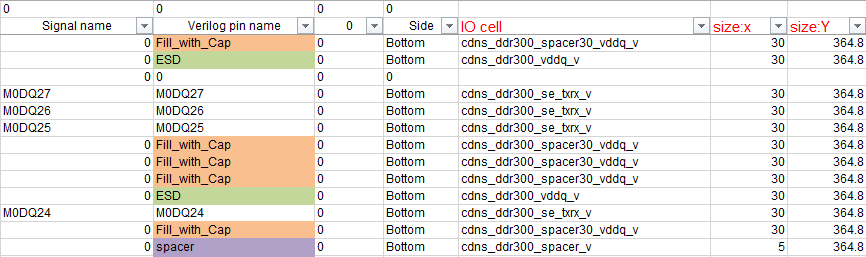 0 0 0 0
Signal name Verilog pin name 0 Side IO cell size:x size:Y
0 Fill_with_Cap 0 Bottom cdns_ddr300_spacer30_vddq_v 30 364.8
0 ESD 0 Bottom cdns_ddr300_vddq_v 30 364.8
0 0 0 0
M0DQ27 M0DQ27 0 Bottom cdns_ddr300_se_txrx_v 30 364.8
M0DQ26 M0DQ26 0 Bottom cdns_ddr300_se_txrx_v 30 364.8
M0DQ25 M0DQ25 0 Bottom cdns_ddr300_se_txrx_v 30 364.8
0 Fill_with_Cap 0 Bottom cdns_ddr300_spacer30_vddq_v 30 364.8
0 Fill_with_Cap 0 Bottom cdns_ddr300_spacer30_vddq_v 30 364.8
0 Fill_with_Cap 0 Bottom cdns_ddr300_spacer30_vddq_v 30 364.8
0 ESD 0 Bottom cdns_ddr300_vddq_v 30 364.8
M0DQ24 M0DQ24 0 Bottom cdns_ddr300_se_txrx_v 30 364.8
0 Fill_with_Cap 0 Bottom cdns_ddr300_spacer30_vddq_v 30 364.8
0 spacer 0 Bottom cdns_ddr300_spacer_v 5 364.8